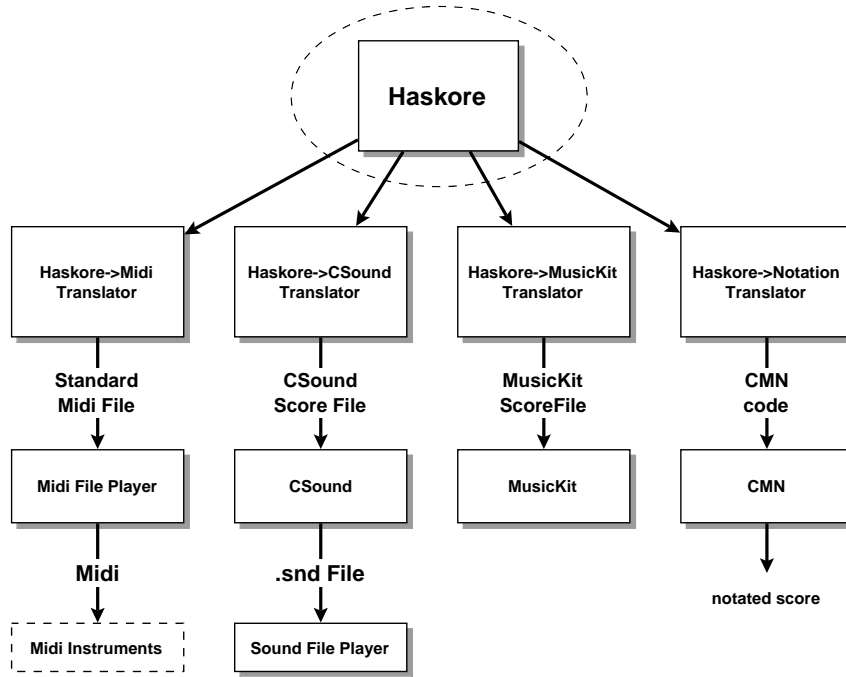 Haskore
Haskore->Midi
Translator
Haskore->CSound
Translator
Haskore->MusicKit
Translator
Haskore->Notation
Translator
Standard
Midi File
CSound
Score File
MusicKit
ScoreFile
CMN
code
Midi File Player
CSound
MusicKit
CMN
Midi
.snd File
notated score
Midi Instruments
Sound File Player